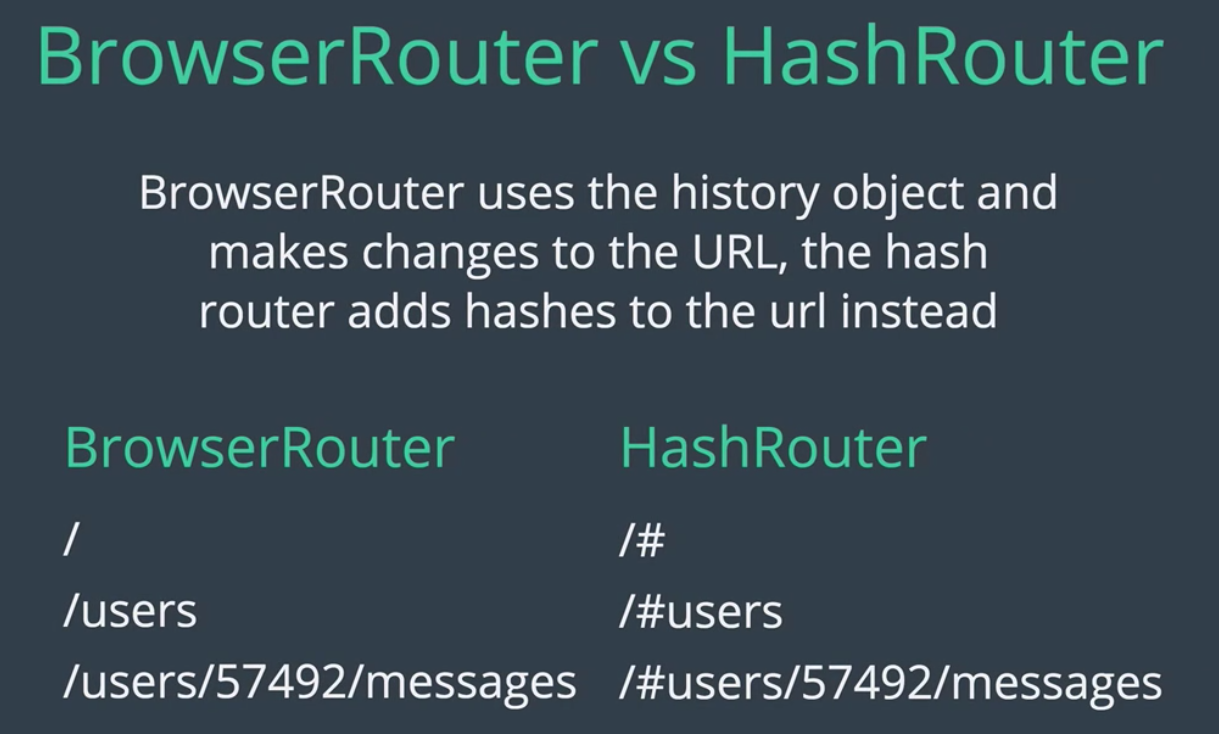 BrowserRouter vs HashRouter
BrowserRouter uses the history object and
makes changes to the URL, the hash
router adds hashes to the url instead
BrowserRouter HashRouter
/ /#
/users /#users
/users/57492/messages /#users/57492/messages